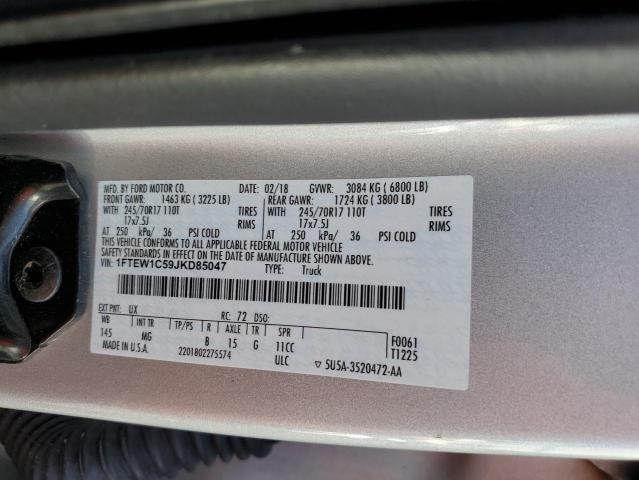 MFD. BY FORD MOTOR CO. DATE: 02/18 GVWR: 3084 KG ( 6800 LB)
FRONT GAWR: 1463 KG ( 3225 LB) REAR GAWR: 1724 KG ( 3800 LB)
WITH 245/70R17 110T TIRES WITH 245/70R17 110T TIRES
17x7.5J RIMS 17x7.5J RIMS
AT 250 kPa/ 36 PSI COLD AT 250 kPa/ 36 PSI COLD
THIS VEHICLE CONFORMS TO ALL APPLICABLE FEDERAL MOTOR VEHICLE
SAFETY STANDARDS IN EFFECT ON THE DATE OF MANUFACTURE SHOWN ABOVE.
VIN: 1FTEW1C59JKD85047 TYPE: Truck
EXT PNT: UX RC: 72 DSO:
WB INT TR TP/PS R AXLE TR SPR F0061
145 MG B 15 G 11CC T1225
MADE IN U.S.A. 2201802275574 ULC ▽ 5U5A-3520472-AA